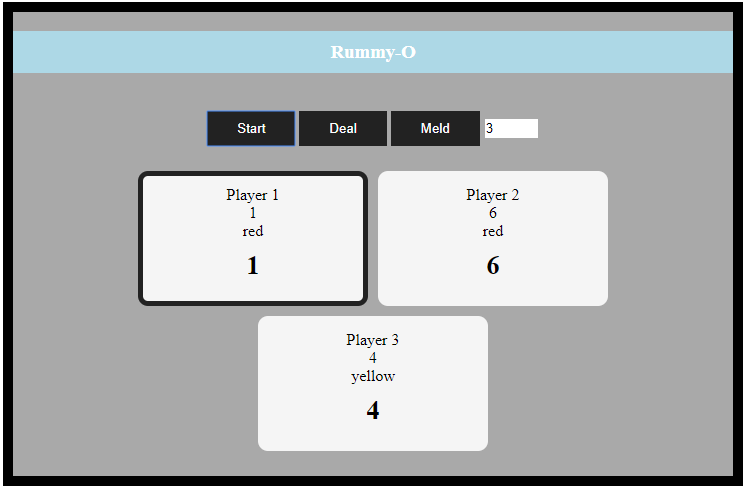 Rummy-O
Start Deal Meld 3
Player 1
1
red
1
Player 2
6
red
6
Player 3
4
yellow
4